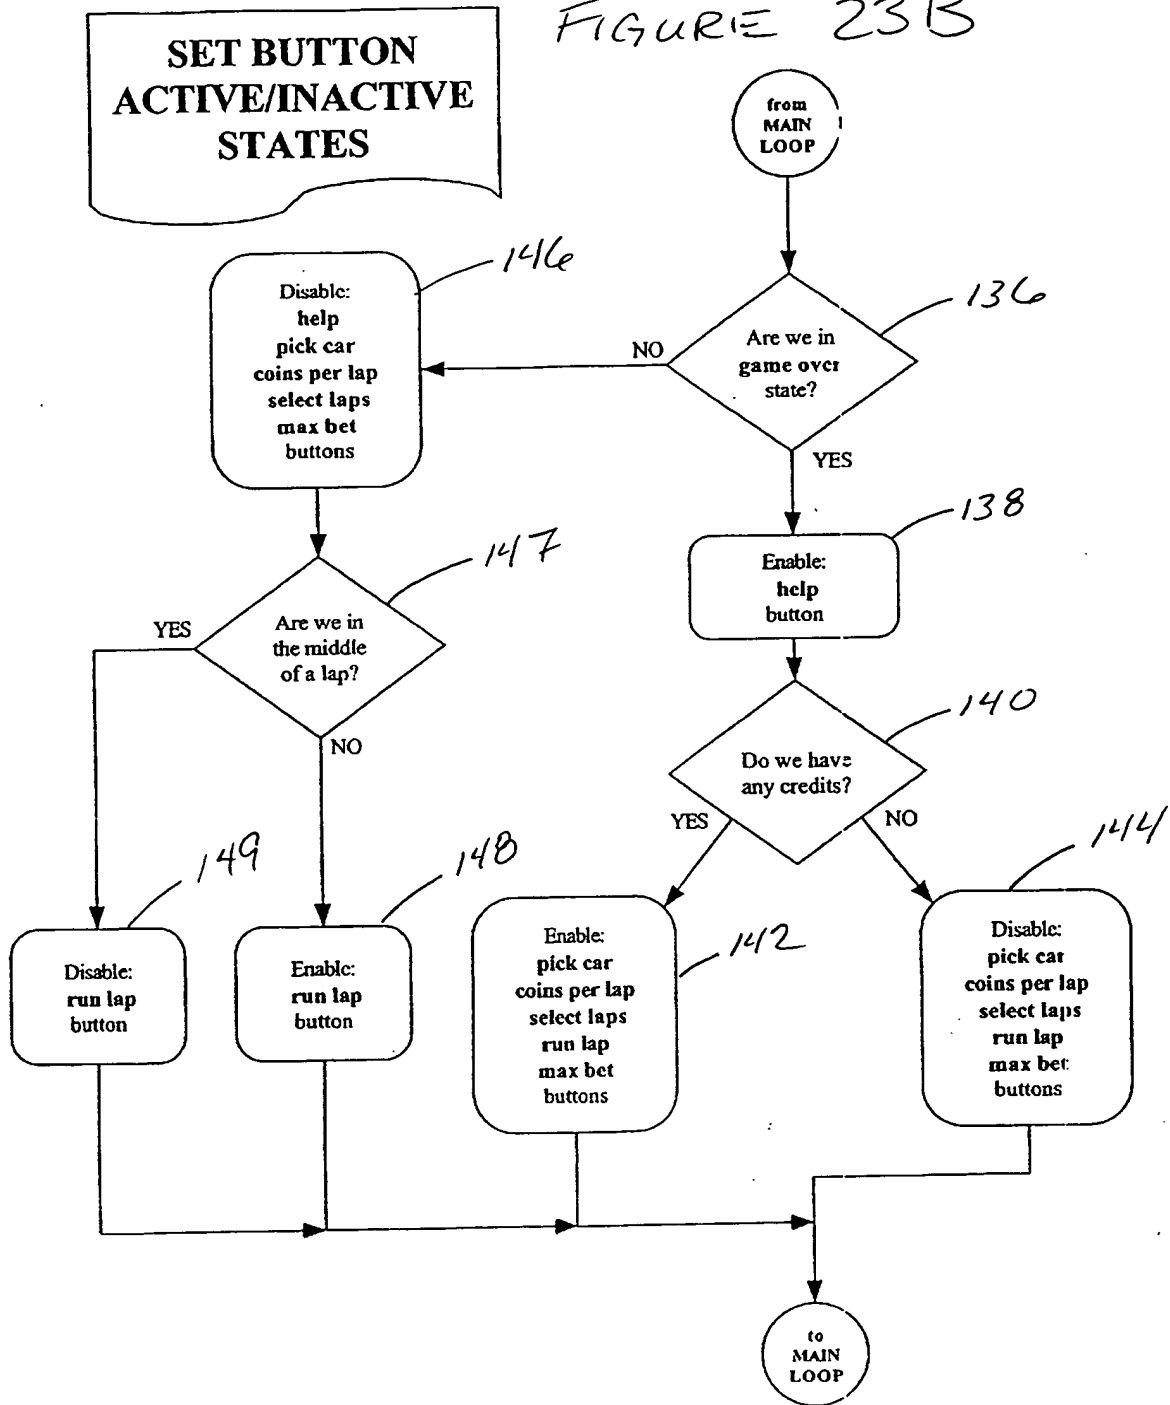 FIGURE 23B
SET BUTTON
ACTIVE/INACTIVE
STATES
from
MAIN
LOOP
136
Are we in
game over
state?
NO
YES
146
Disable:
help
pick car
coins per lap
select laps
max bet
buttons
138
Enable:
help
button
147
Are we in
the middle
of a lap?
YES
NO
140
Do we have
any credits?
YES
NO
149
Disable:
run lap
button
148
Enable:
run lap
button
142
Enable:
pick car
coins per lap
select laps
run lap
max bet
buttons
144
Disable:
pick car
coins per lap
select laps
run lap
max bet
buttons
to
MAIN
LOOP